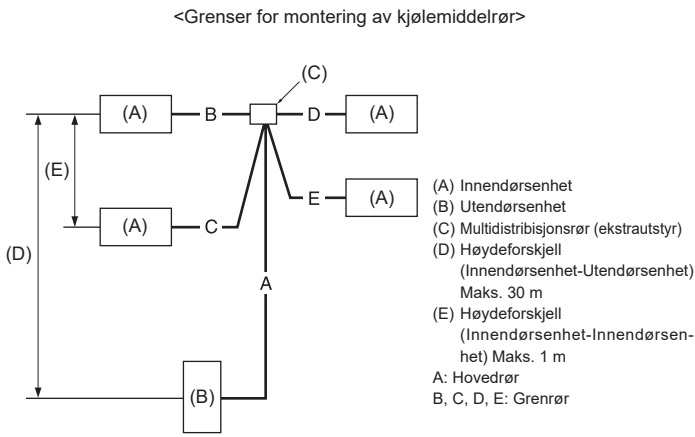 <Grenser for montering av kjølemiddelrør>
(C)
(A) B D (A)
(E)
E (A)
(A) C
(D)
A
(B)
(A) Innendørsenhet
(B) Utendørsenhet
(C) Multidistribisjonsrør (ekstrautstyr)
(D) Høydeforskjell
(Innendørsenhet-Utendørsenhet)
Maks. 30 m
(E) Høydeforskjell
(Innendørsenhet-Innendørsen-
het) Maks. 1 m
A: Hovedrør
B, C, D, E: Grenrør